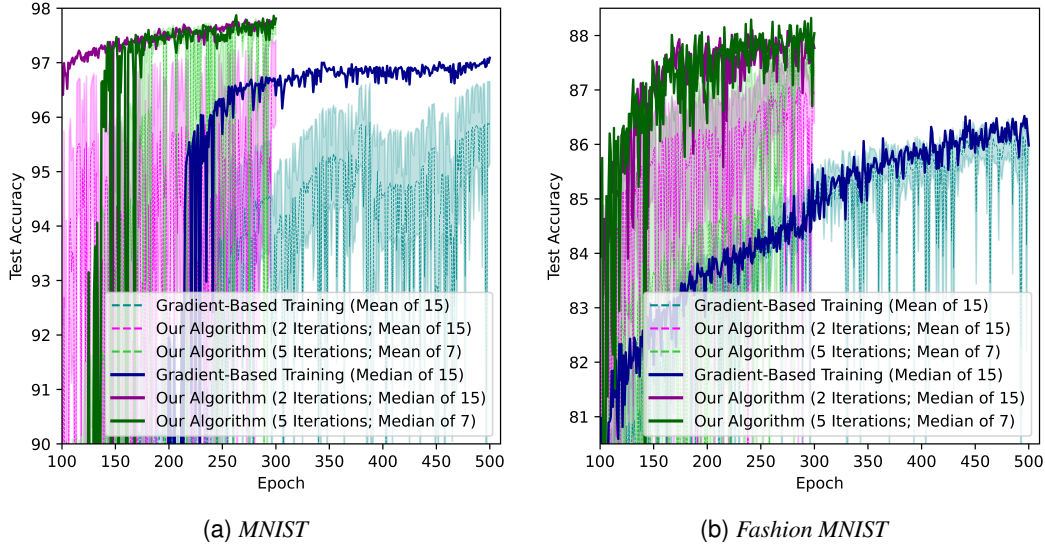 98
97
96
95
94
93
92
91
90
Test Accuracy
Gradient-Based Training (Mean of 15)
Our Algorithm (2 Iterations; Mean of 15)
Our Algorithm (5 Iterations; Mean of 7)
Gradient-Based Training (Median of 15)
Our Algorithm (2 Iterations; Median of 15)
Our Algorithm (5 Iterations; Median of 7)
100 150 200 250 300 350 400 450 500
Epoch
(a) MNIST
88
87
86
85
84
83
82
81
Test Accuracy
Gradient-Based Training (Mean of 15)
Our Algorithm (2 Iterations; Mean of 15)
Our Algorithm (5 Iterations; Mean of 7)
Gradient-Based Training (Median of 15)
Our Algorithm (2 Iterations; Median of 15)
Our Algorithm (5 Iterations; Median of 7)
100 150 200 250 300 350 400 450 500
Epoch
(b) Fashion MNIST